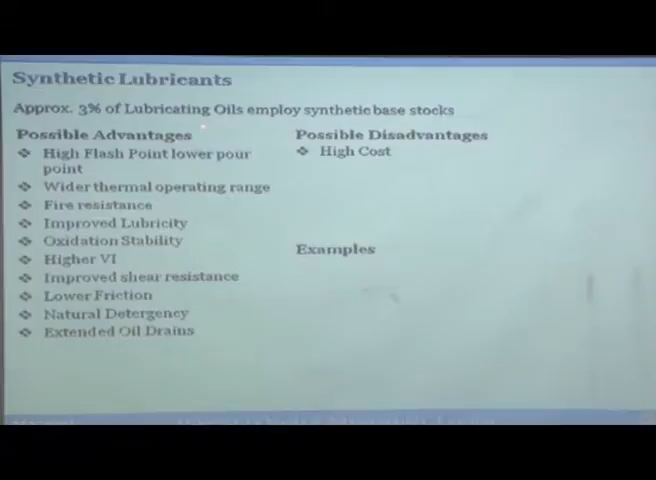 Synthetic Lubricants
Approx. 3% of Lubricating Oils employ synthetic base stocks
Possible Advantages
❖ High Flash Point lower pour
point
❖ Wider thermal operating range
❖ Fire resistance
❖ Improved Lubricity
❖ Oxidation Stability
❖ Higher VI
❖ Improved shear resistance
❖ Lower Friction
❖ Natural Detergency
❖ Extended Oil Drains
Possible Disadvantages
❖ High Cost
Examples